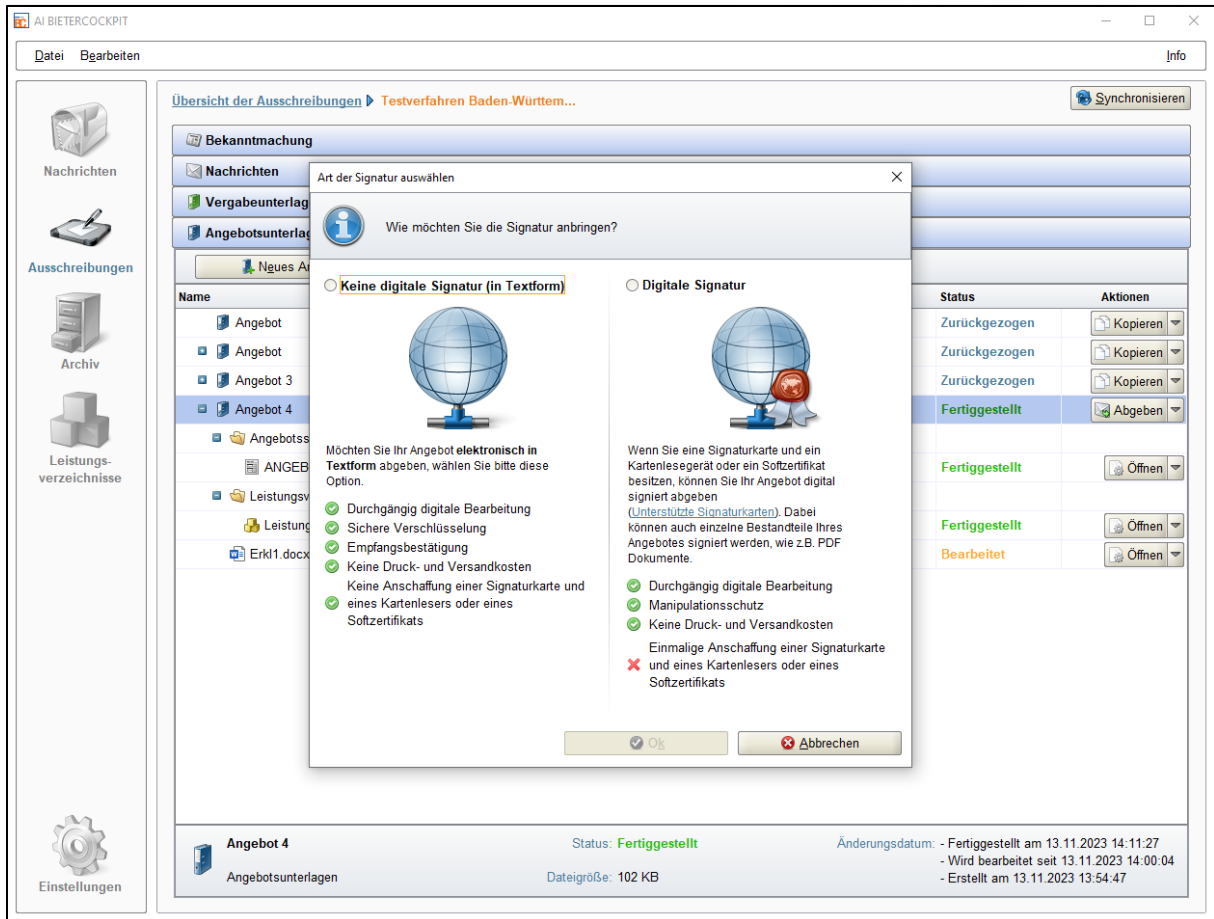 AI BIETERCOCKPIT
Datei Bearbeiten Info
Übersicht der Ausschreibungen Testverfahren Baden-Württem... Synchronisieren
Bekanntmachung
Nachrichten
Vergabeunterlag
Angebotsunterlag
Neues A
Name Status Aktionen
Angebot Zurückgezogen Kopieren
Angebot Zurückgezogen Kopieren
Angebot 3 Zurückgezogen Kopieren
Angebot 4 Fertiggestellt Abgeben
Angebotss
ANGEB Fertiggestellt Öffnen
Leistungsv
Leistung Fertiggestellt Öffnen
Erkl1.docx Bearbeitet Öffnen
Nachrichten
Ausschreibungen
Archiv
Leistungs-
verzeichnisse
Einstellungen
Art der Signatur auswählen
Wie möchten Sie die Signatur anbringen?
Keine digitale Signatur (in Textform)
Möchten Sie Ihr Angebot elektronisch in
Textform abgeben, wählen Sie bitte diese
Option.
Durchgängig digitale Bearbeitung
Sichere Verschlüsselung
Empfangsbestätigung
Keine Druck- und Versandkosten
Keine Anschaffung einer Signaturkarte und
eines Kartenlesers oder eines
Softzertifikats
Digitale Signatur
Wenn Sie eine Signaturkarte und ein
Kartenlesegerät oder ein Softzertifikat
besitzen, können Sie Ihr Angebot digital
signiert abgeben
(Unterstützte Signaturkarten). Dabei
können auch einzelne Bestandteile Ihres
Angebotes signiert werden, wie z.B. PDF
Dokumente.
Durchgängig digitale Bearbeitung
Manipulationsschutz
Keine Druck- und Versandkosten
Einmalige Anschaffung einer Signaturkarte
und eines Kartenlesers oder eines
Softzertifikats
Ok Abbrechen
Angebot 4 Status: Fertiggestellt Änderungsdatum: - Fertiggestellt am 13.11.2023 14:11:27
- Wird bearbeitet seit 13.11.2023 14:00:04
Angebotsunterlagen Dateigröße: 102 KB - Erstellt am 13.11.2023 13:54:47